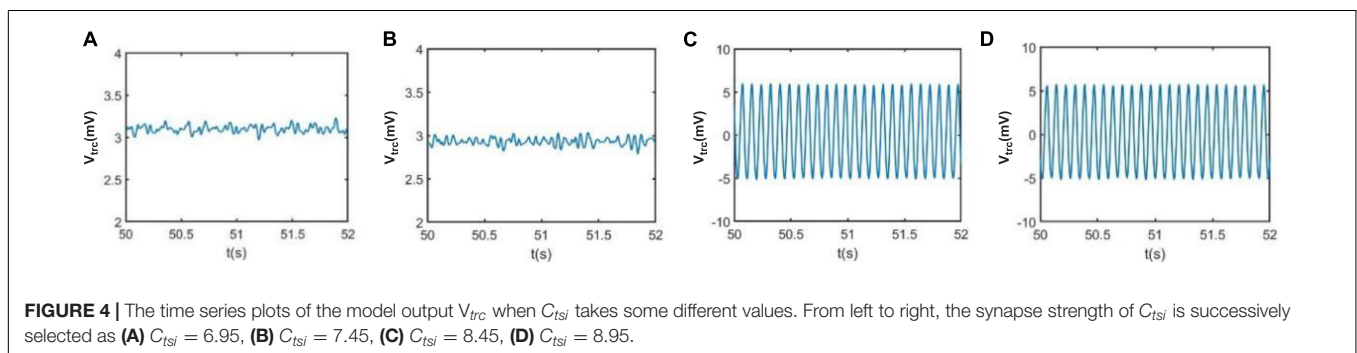 A
B
C
D
4
3.5
3
2.5
2
V_trc(mV)
50 50.5 51 51.5 52
t(s)
4
3.5
3
2.5
2
V_trc(mV)
50 50.5 51 51.5 52
t(s)
10
5
0
-5
-10
V_trc(mV)
50 50.5 51 51.5 52
t(s)
10
5
0
-5
-10
V_trc(mV)
50 50.5 51 51.5 52
t(s)
FIGURE 4 | The time series plots of the model output V_trc when C_tsi takes some different values. From left to right, the synapse strength of C_tsi is successively
selected as (A) C_tsi = 6.95, (B) C_tsi = 7.45, (C) C_tsi = 8.45, (D) C_tsi = 8.95.